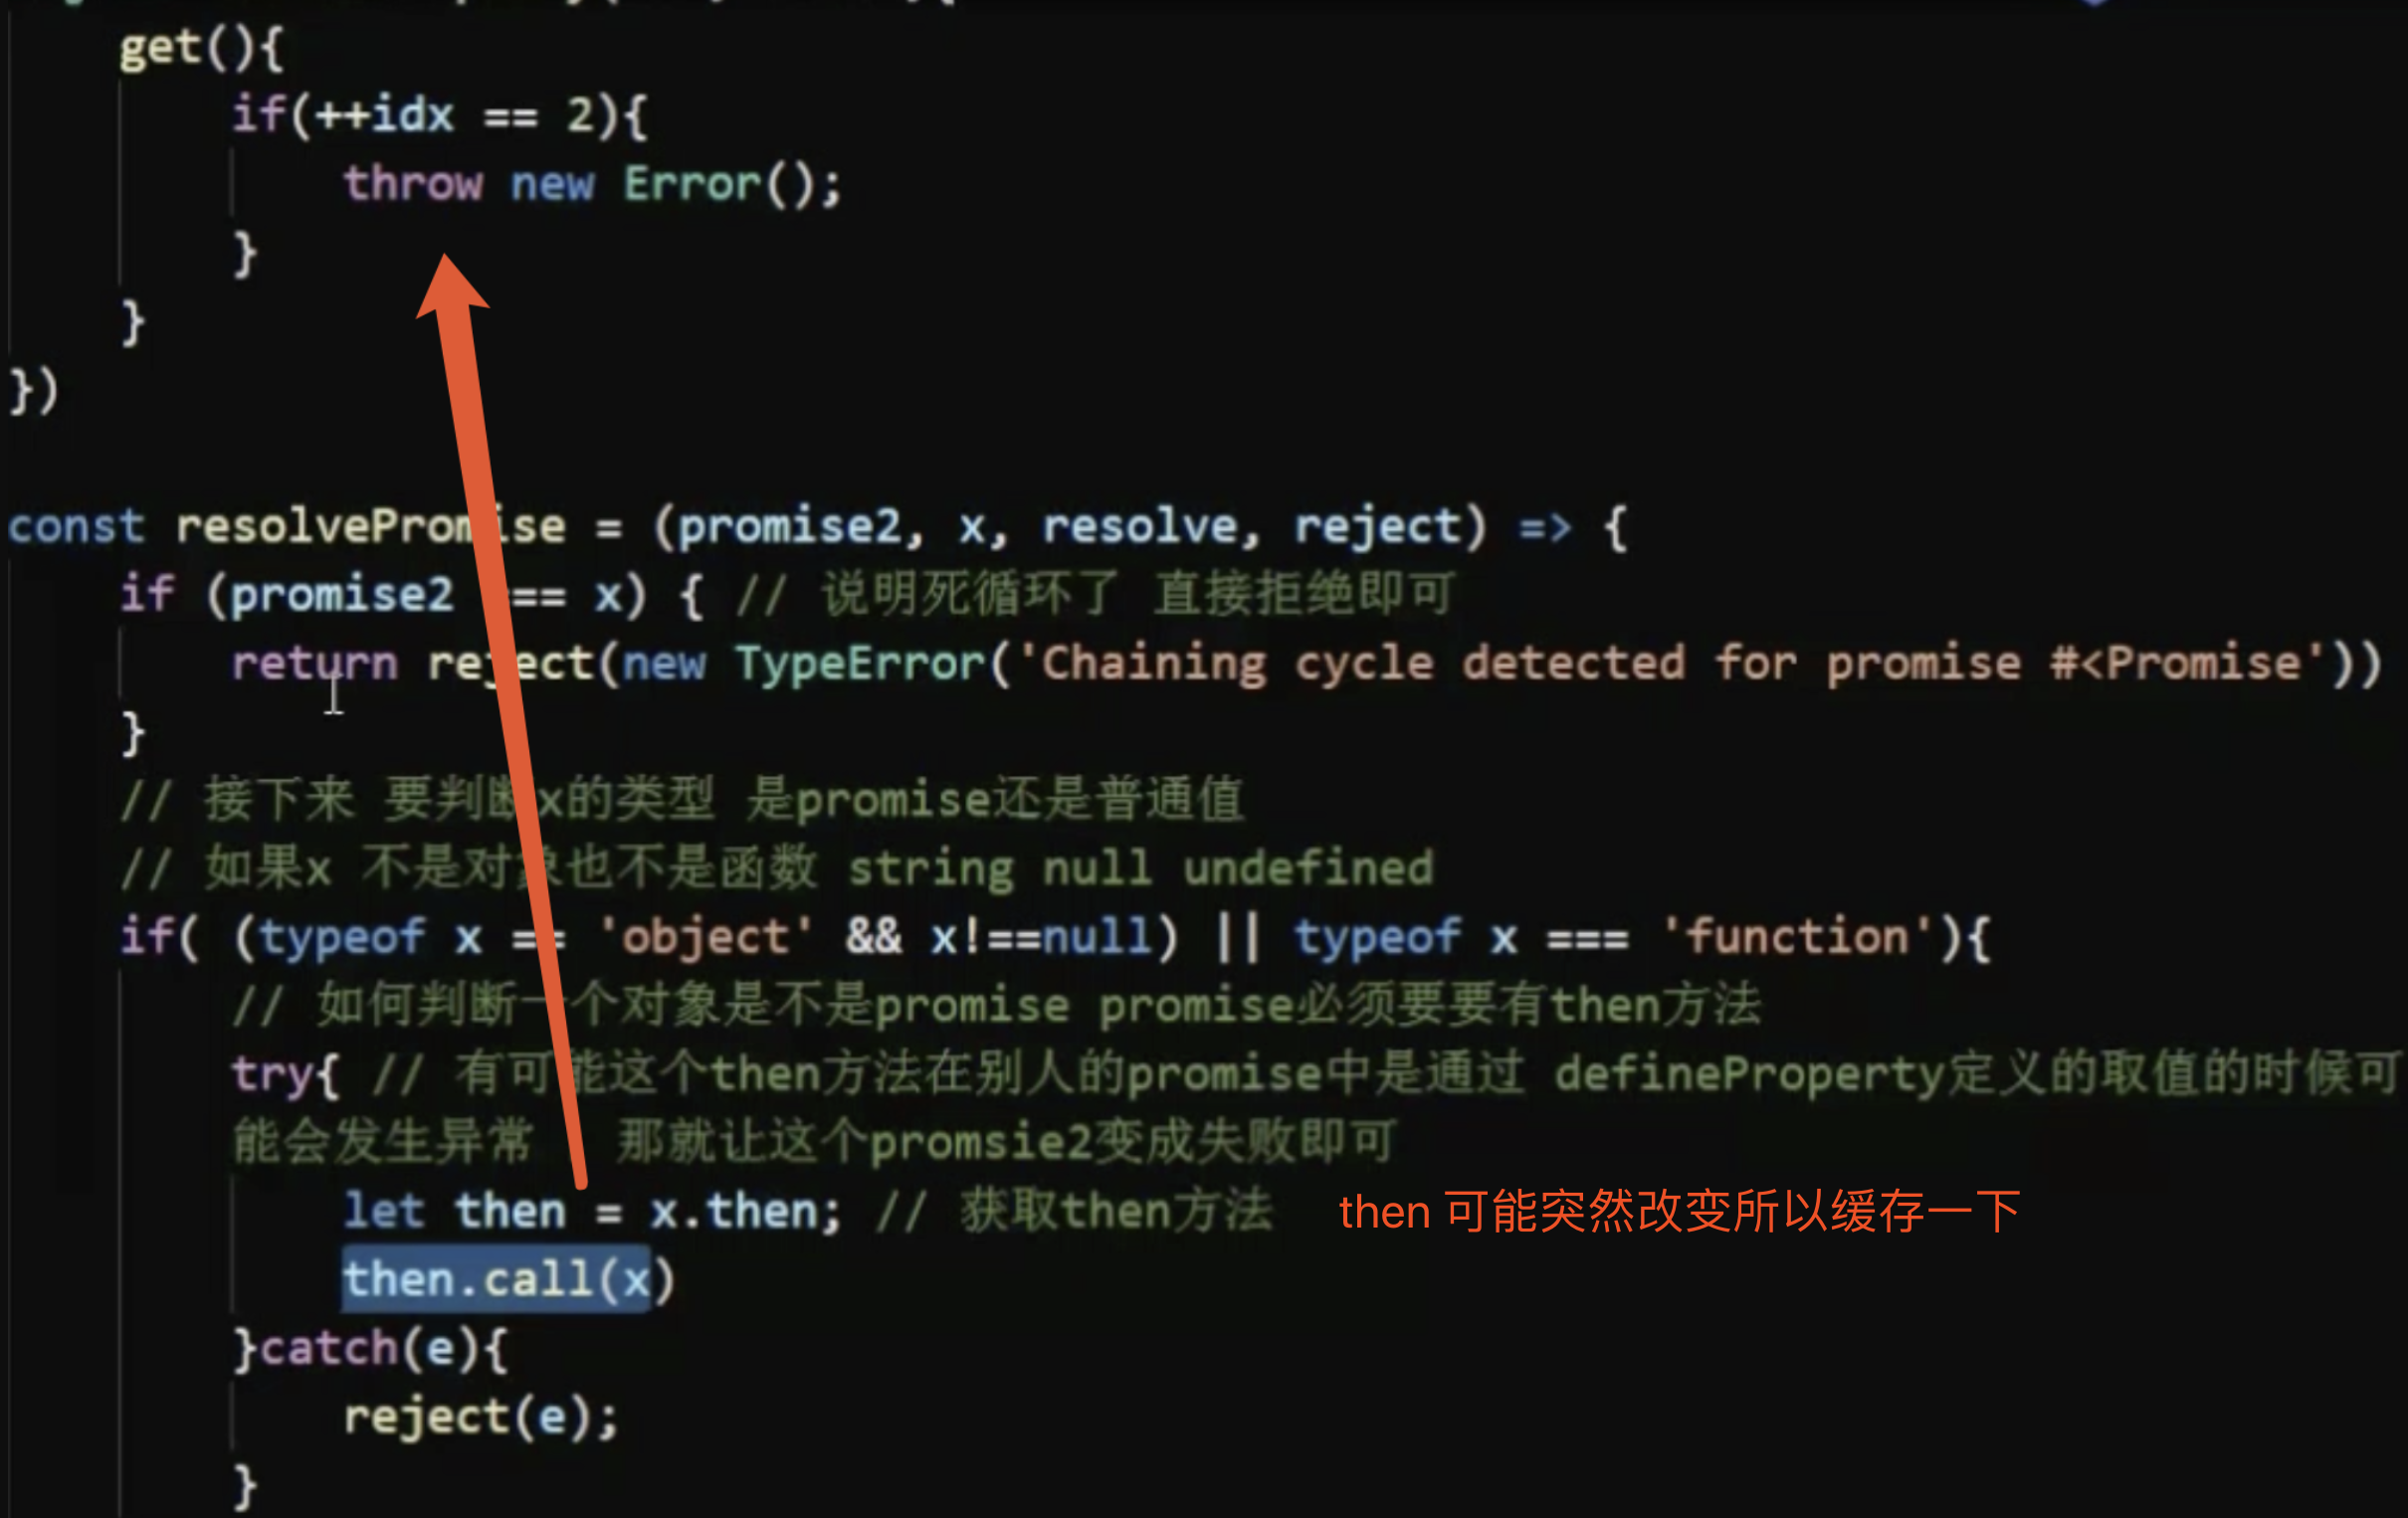 get(){
if(++idx == 2){
throw new Error();
}
}
})
const resolvePromise = (promise2, x, resolve, reject) => {
if (promise2 === x) { // 说明死循环了 直接拒绝即可
return reject(new TypeError('Chaining cycle detected for promise #<Promise'))
}
// 接下来 要判断x的类型 是promise还是普通值
// 如果x 不是对象也不是函数 string null undefined
if( (typeof x == 'object' && x!==null) || typeof x === 'function'){
// 如何判断一个对象是不是promise promise必须要要有then方法
try{ // 有可能这个then方法在别人的promise中是通过 defineProperty定义的取值的时候可
能会发生异常 那就让这个promsie2变成失败即可
let then = x.then; // 获取then方法 then 可能突然改变所以缓存一下
then.call(x)
}catch(e){
reject(e);
}